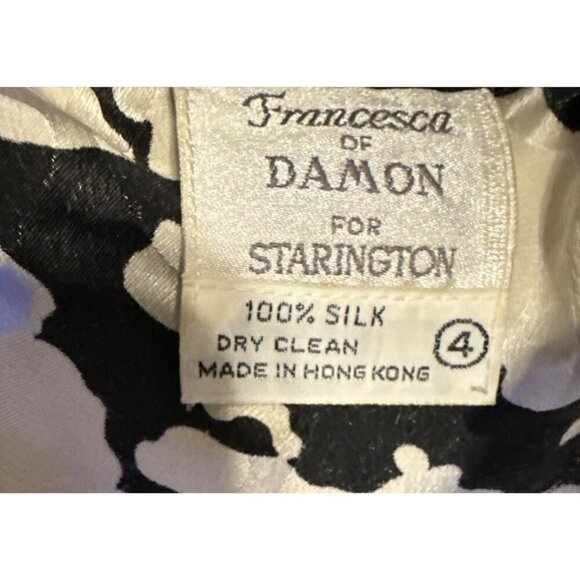 Francesca
OF
DAMON
FOR
STARINGTON
100% SILK
DRY CLEAN
MADE IN HONG KONG
4